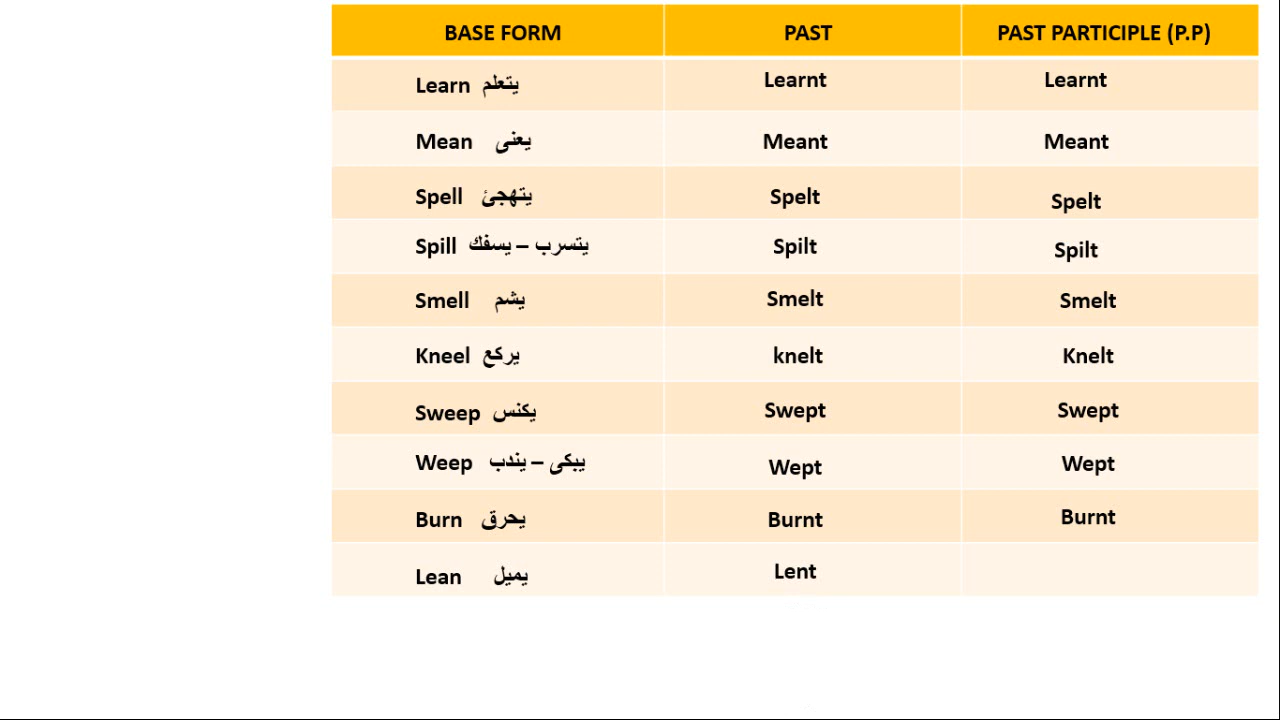 BASE FORM PAST PAST PARTICIPLE (P.P)
Learn يتعلم Learnt Learnt
Mean يعنى Meant Meant
Spell يتهجئ Spelt Spelt
Spill يتسرب – يسفك Spilt Spilt
Smell يشم Smelt Smelt
Kneel يركع knelt Knelt
Sweep يكنس Swept Swept
Weep يبكى – يندب Wept Wept
Burn يحرق Burnt Burnt
Lean يميل Lent